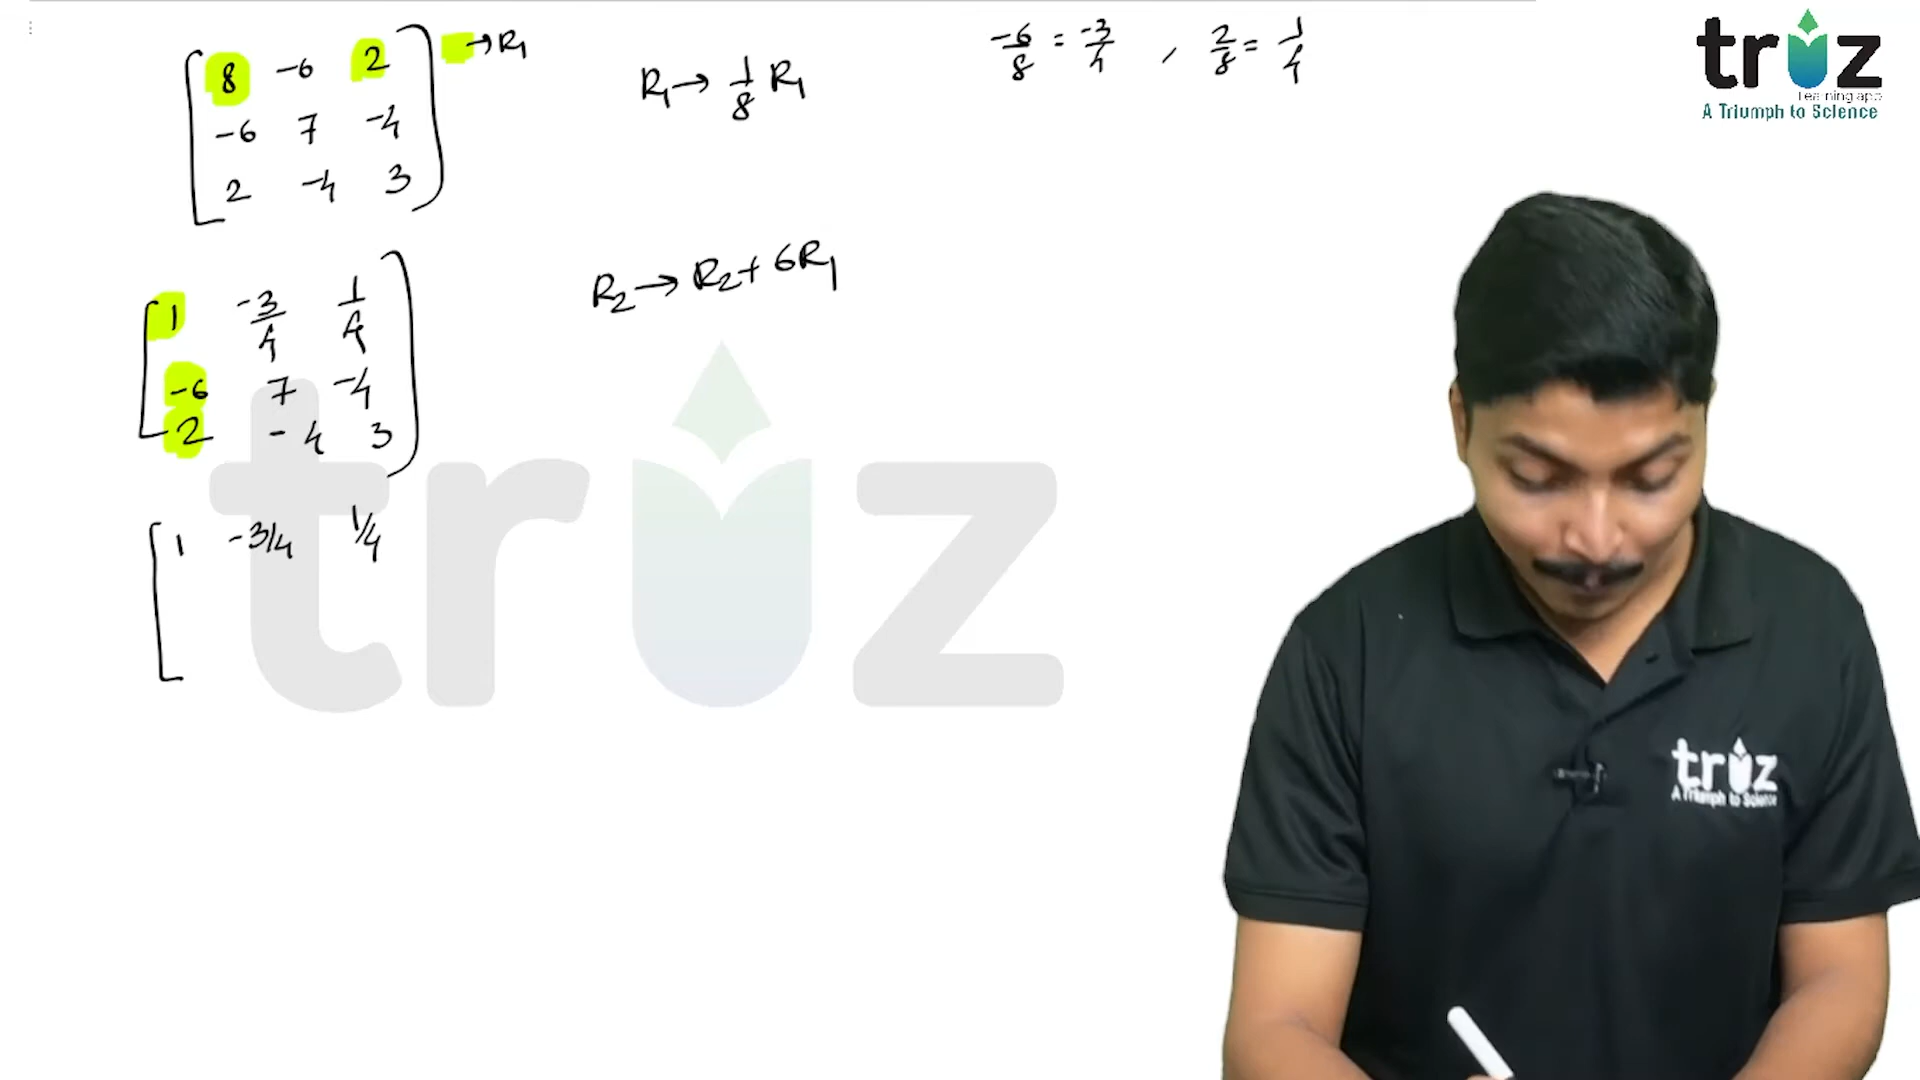 8 -6 2 → R₁
-6 7 -4
2 -4 3
R₁ → 1/8 R₁
-6/8 = -3/4 , 2/8 = 1/4
1 -3/4 1/4
-6 7 -4
2 -4 3
R₂ → R₂ + 6R₁
1 -3/4 1/4
truz
learning app
A Triumph to Science
truz
truz
A Triumph to Science